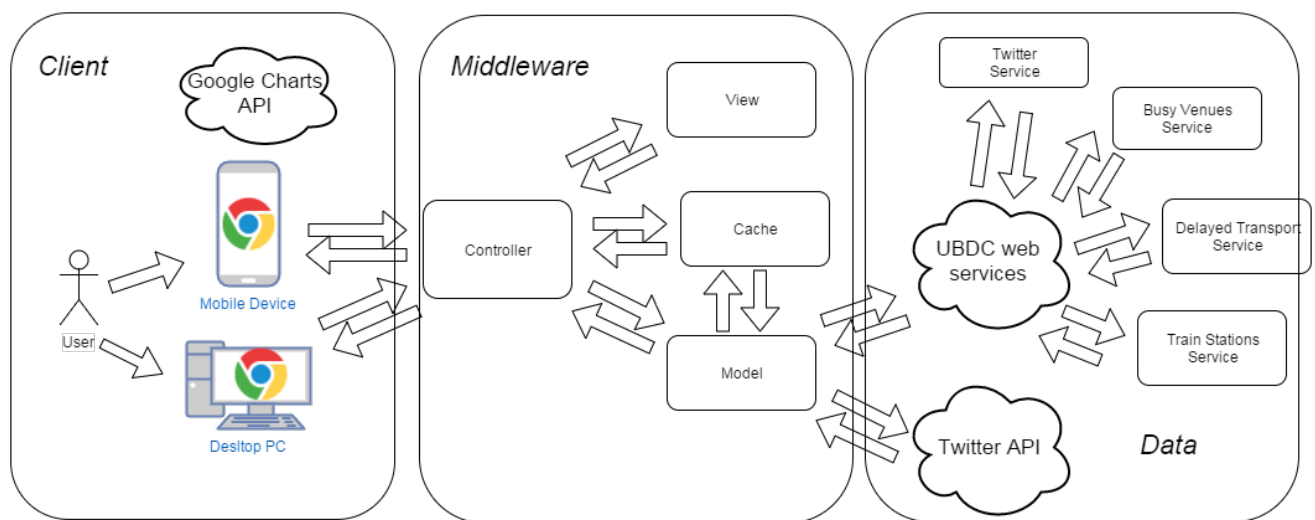 Client
Google Charts
API
Mobile Device
User
Desltop PC
Middleware
View
Controller
Cache
Model
Twitter
Service
Busy Venues
Service
UBDC web
services
Delayed Transport
Service
Train Stations
Service
Twitter API
Data